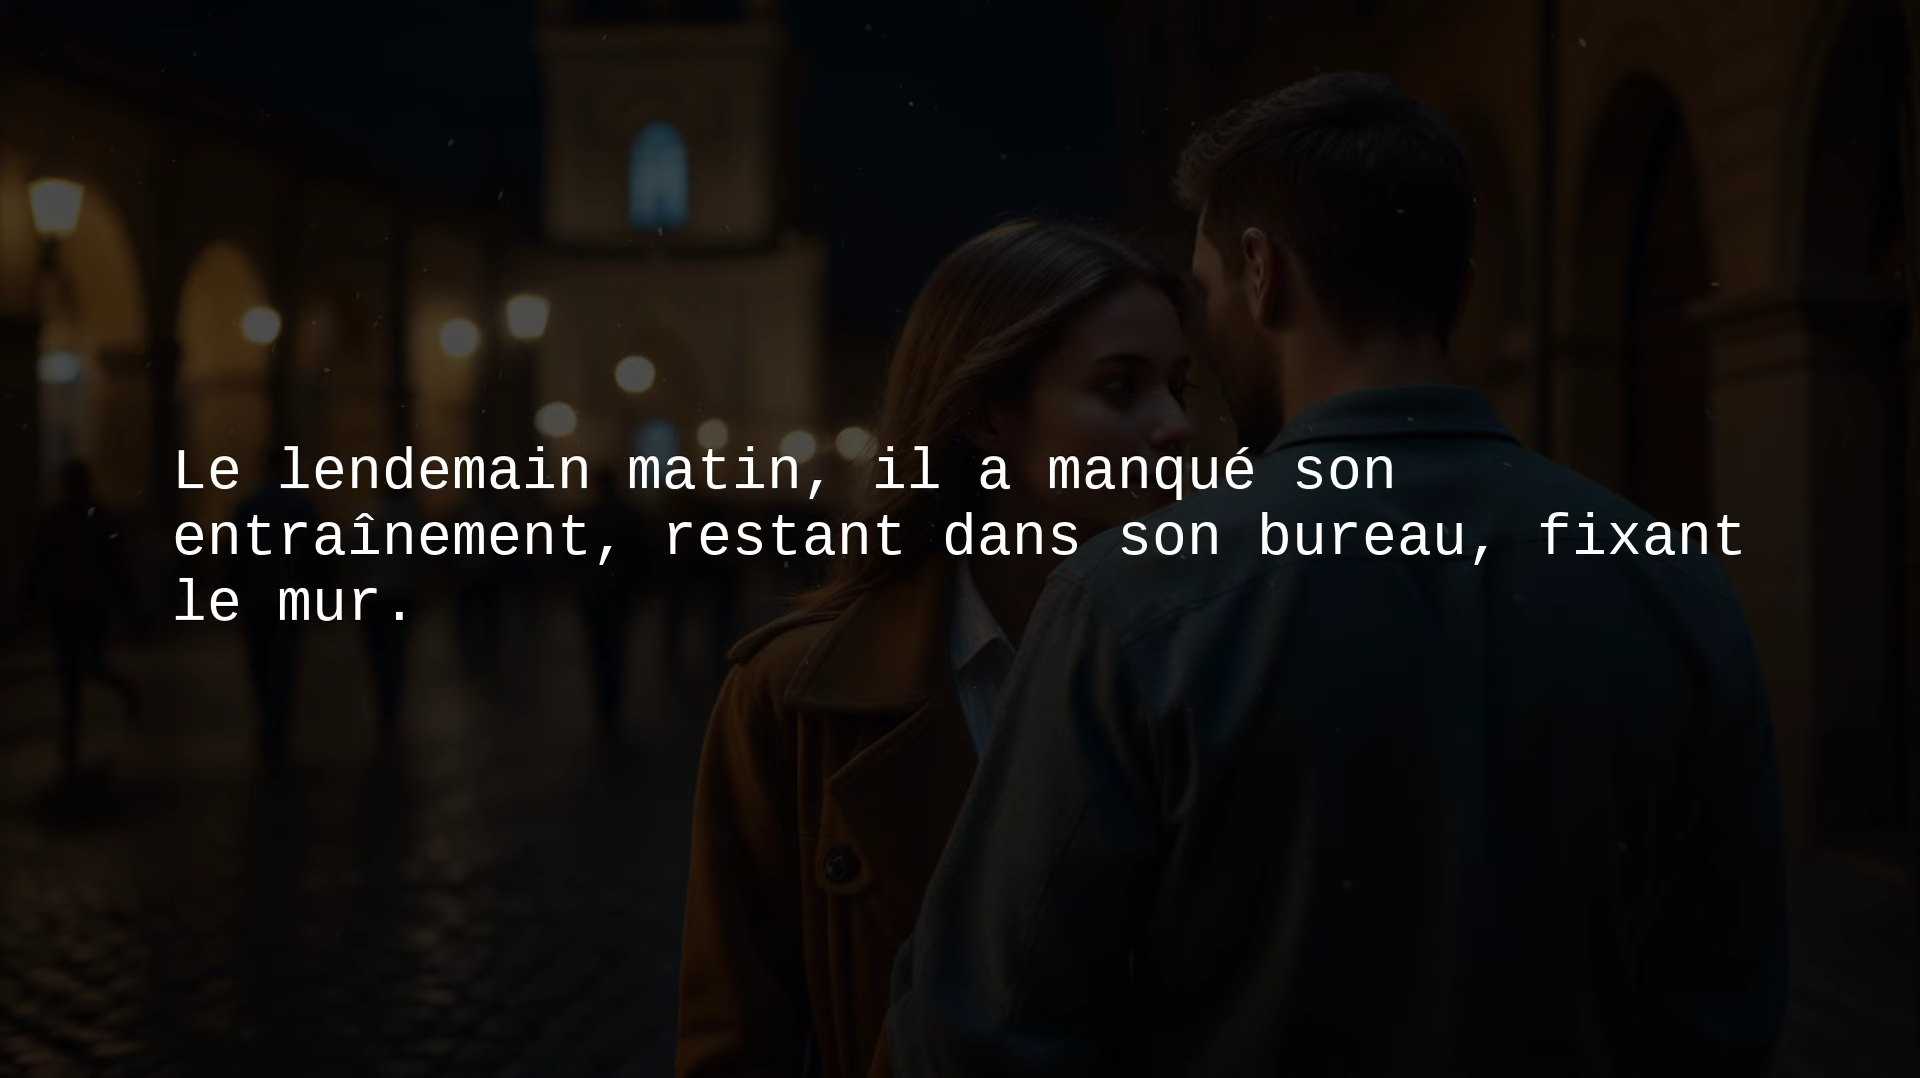 Le lendemain matin, il a manqué son
entraînement, restant dans son bureau, fixant
le mur.